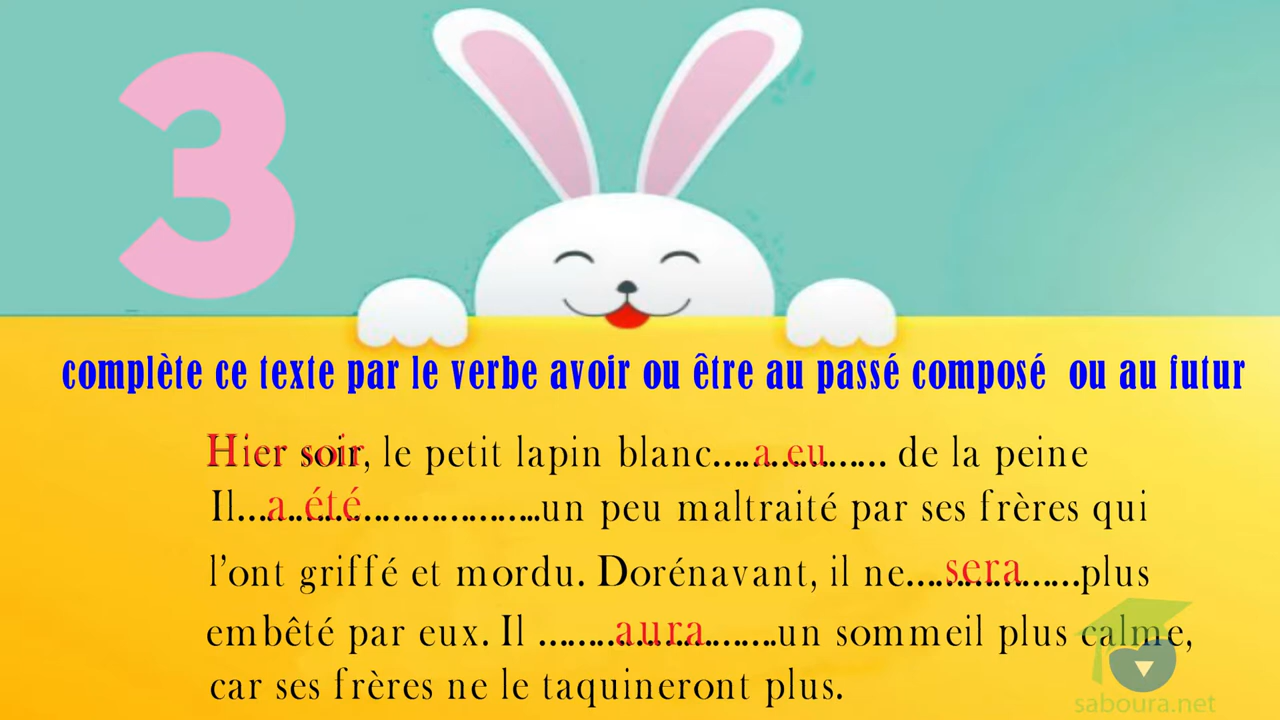 3
complète ce texte par le verbe avoir ou être au passé composé ou au futur
Hier soir, le petit lapin blanc....a eu....... de la peine
Il....a été........................un peu maltraité par ses frères qui
l'ont griffé et mordu. Dorénavant, il ne....sera......plus
embêté par eux. Il ........aura........un sommeil plus calme,
car ses frères ne le taquineront plus.
saboura.net